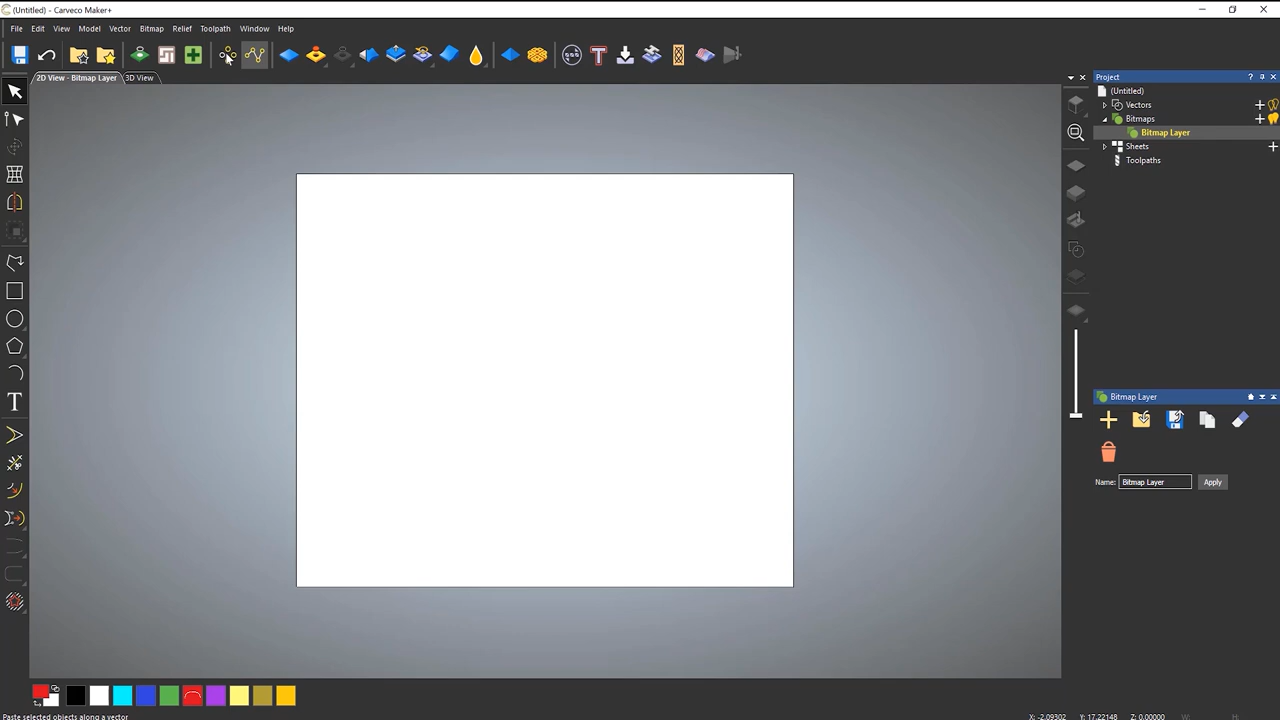 (Untitled) - Carveco Maker+
File Edit View Model Vector Bitmap Relief Toolpath Window Help
2D View - Bitmap Layer 3D View
Project
(Untitled)
Vectors
Bitmaps
Bitmap Layer
Sheets
Toolpaths
Bitmap Layer
Name: Bitmap Layer Apply
Paste selected objects along a vector X: -2.09302 Y: 17.22148 Z: 0.00000 W: H: